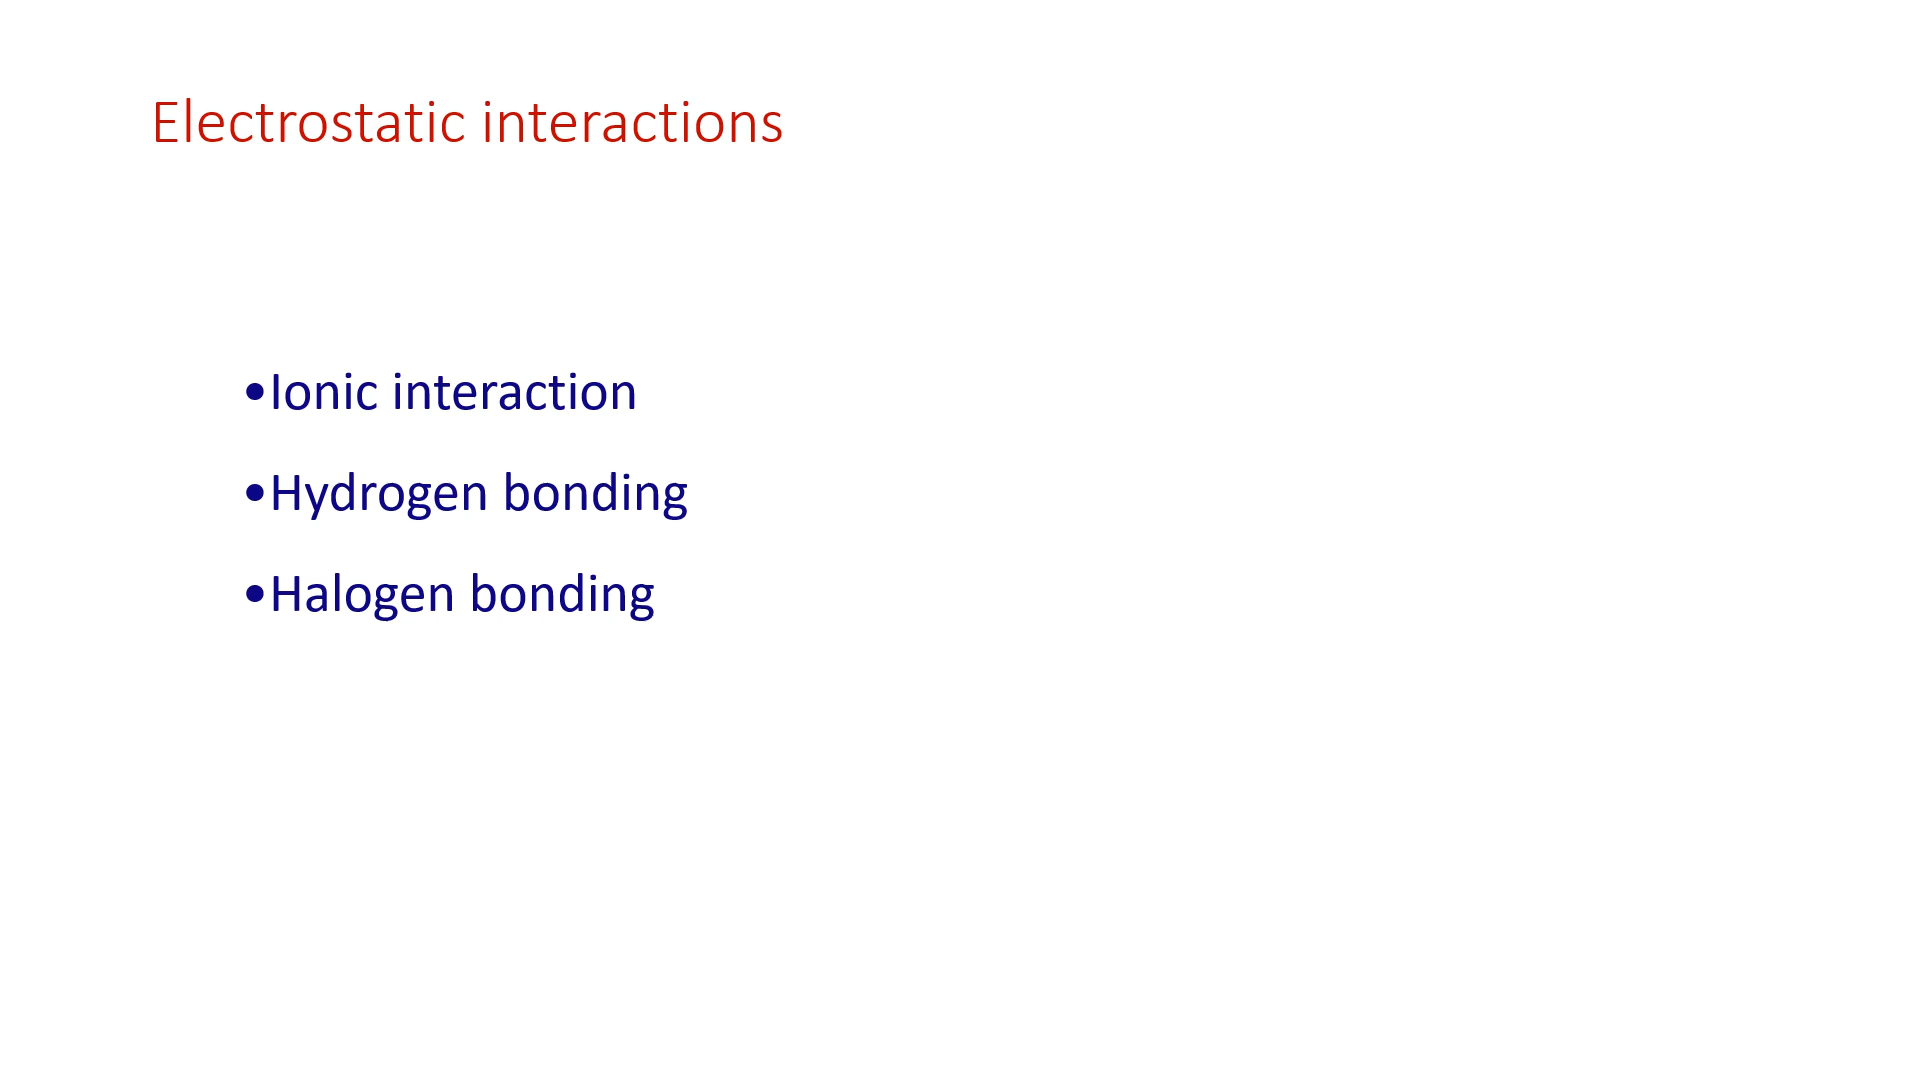 Electrostatic interactions
•Ionic interaction
•Hydrogen bonding
•Halogen bonding